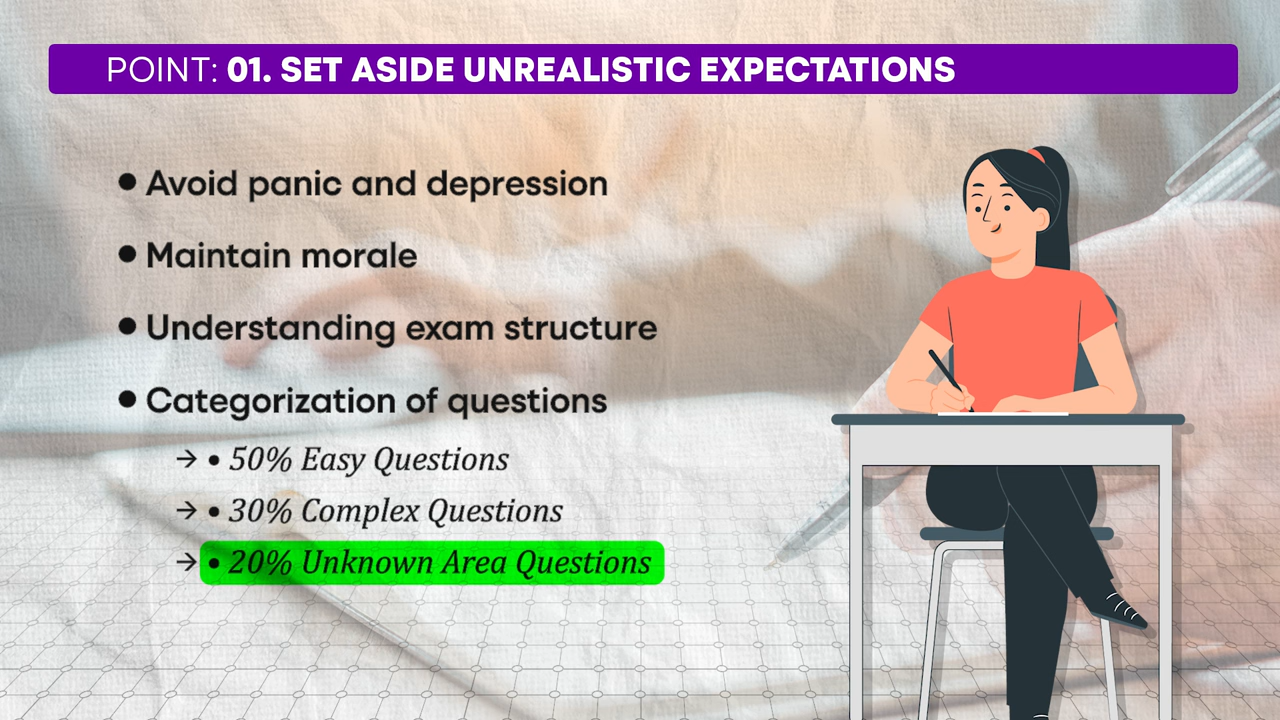 POINT: 01. SET ASIDE UNREALISTIC EXPECTATIONS
● Avoid panic and depression
● Maintain morale
● Understanding exam structure
● Categorization of questions
→ • 50% Easy Questions
→ • 30% Complex Questions
→ • 20% Unknown Area Questions